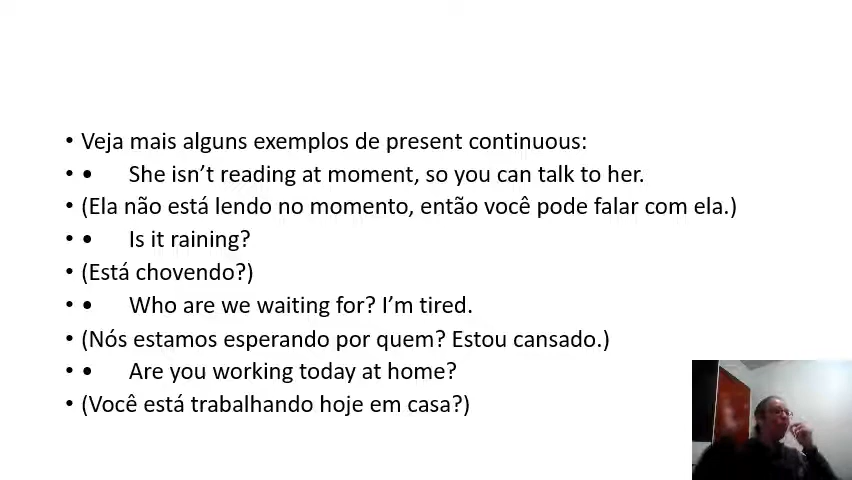 • Veja mais alguns exemplos de present continuous:
• • She isn’t reading at moment, so you can talk to her.
• (Ela não está lendo no momento, então você pode falar com ela.)
• • Is it raining?
• (Está chovendo?)
• • Who are we waiting for? I’m tired.
• (Nós estamos esperando por quem? Estou cansado.)
• • Are you working today at home?
• (Você está trabalhando hoje em casa?)